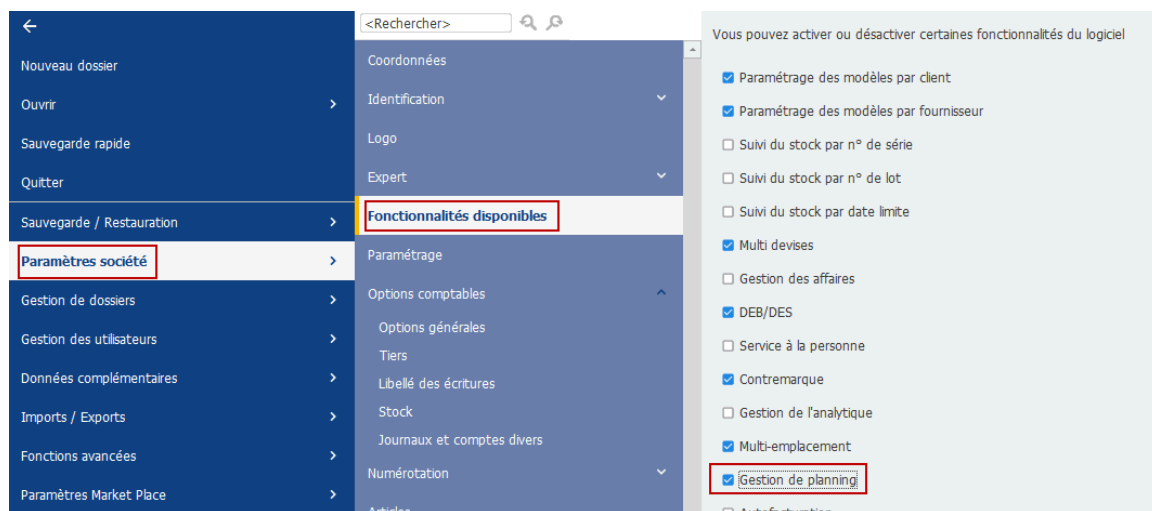 Nouveau dossier
Ouvrir
Sauvegarde rapide
Quitter
Sauvegarde / Restauration
Paramètres société
Gestion de dossiers
Gestion des utilisateurs
Données complémentaires
Imports / Exports
Fonctions avancées
Paramètres Market Place
<Rechercher>
Coordonnées
Identification
Logo
Expert
Fonctionnalités disponibles
Paramétrage
Options comptables
Options générales
Tiers
Libellé des écritures
Stock
Journaux et comptes divers
Numérotation
Articles
Vous pouvez activer ou désactiver certaines fonctionnalités du logiciel
Paramétrage des modèles par client
Paramétrage des modèles par fournisseur
Suivi du stock par n° de série
Suivi du stock par n° de lot
Suivi du stock par date limite
Multi devises
Gestion des affaires
DEB/DES
Service à la personne
Contremarque
Gestion de l'analytique
Multi-emplacement
Gestion de planning
Autofacturation